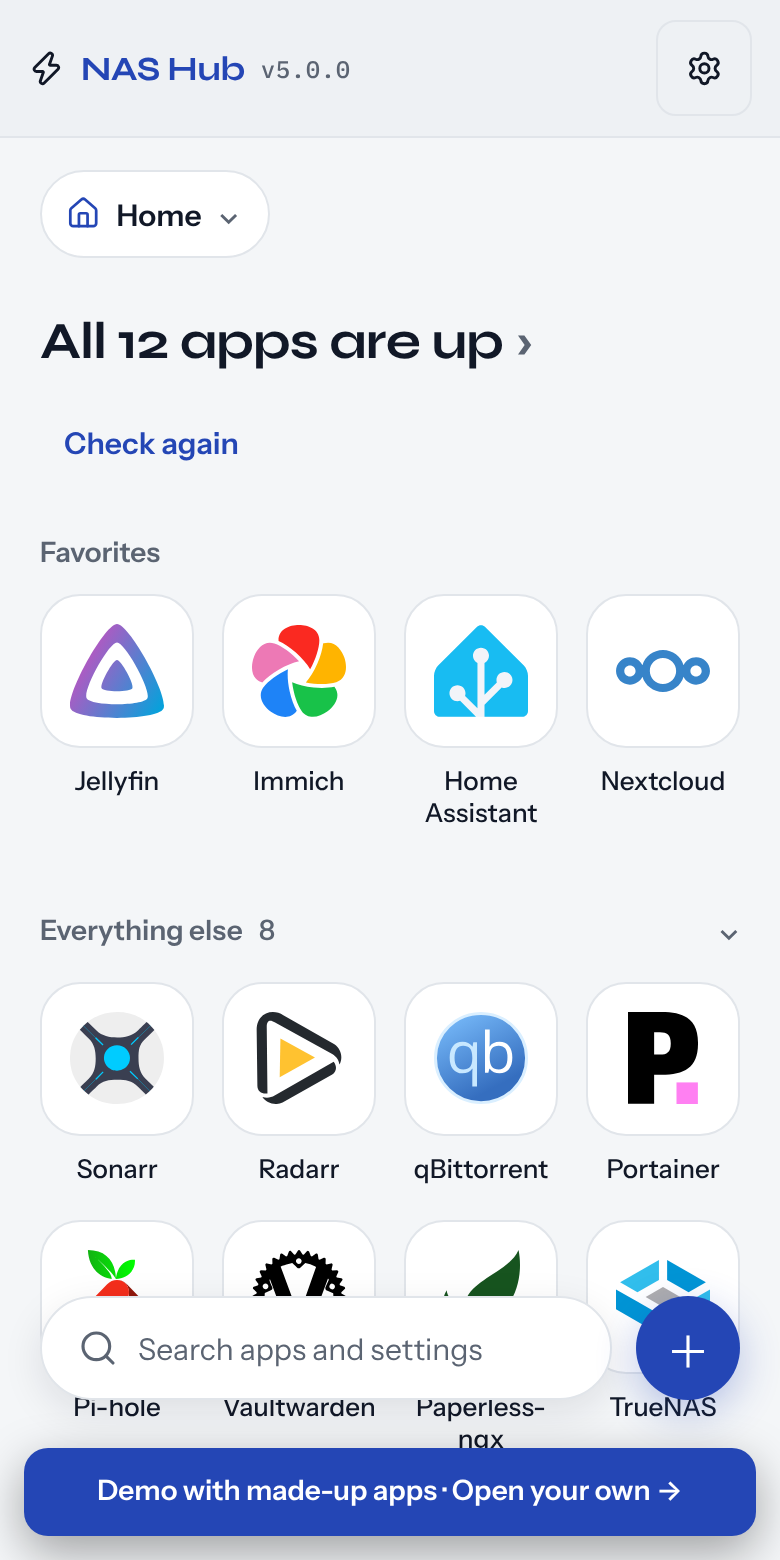 NAS Hub v5.0.0
Home
All 12 apps are up ›
Check again
Favorites
Jellyfin
Immich
Home
Assistant
Nextcloud
Everything else 8
qb
P.
Sonarr
Radarr
qBittorrent
Portainer
Search apps and settings
Pi-hole
Vaultwarden
Paperless-
ngx
TrueNAS
Demo with made-up apps · Open your own →